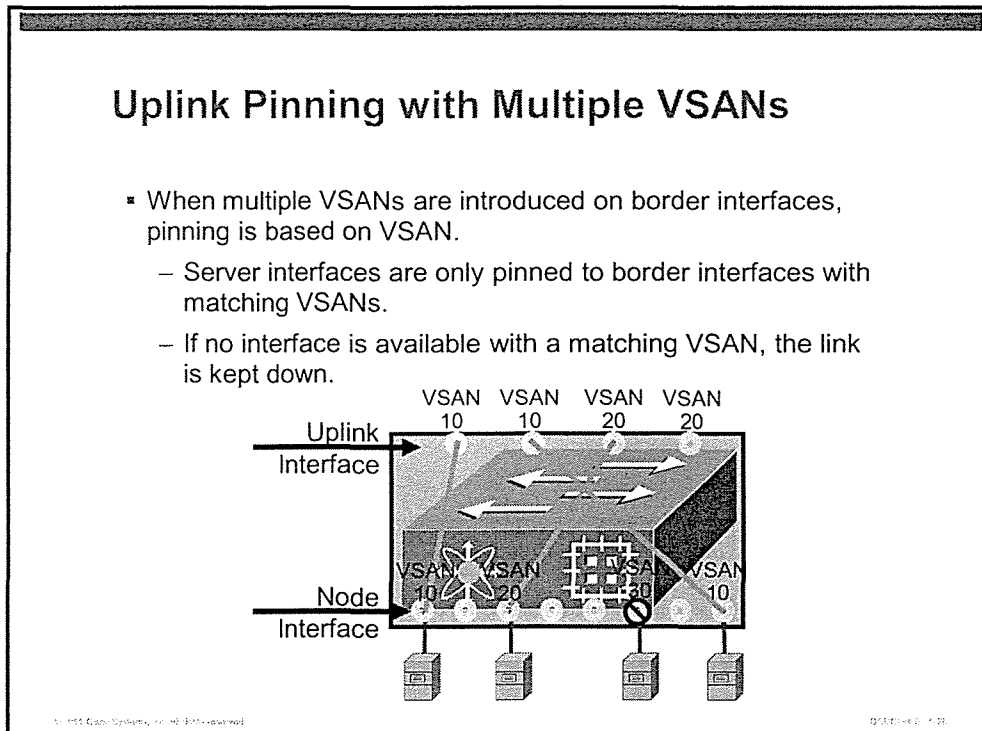 Uplink Pinning with Multiple VSANs
▪ When multiple VSANs are introduced on border interfaces,
pinning is based on VSAN.
– Server interfaces are only pinned to border interfaces with
matching VSANs.
– If no interface is available with a matching VSAN, the link
is kept down.
VSAN VSAN VSAN VSAN
10 10 20 20
Uplink
Interface
VSAN VSAN VSAN VSAN
10 20 30 10
Node
Interface